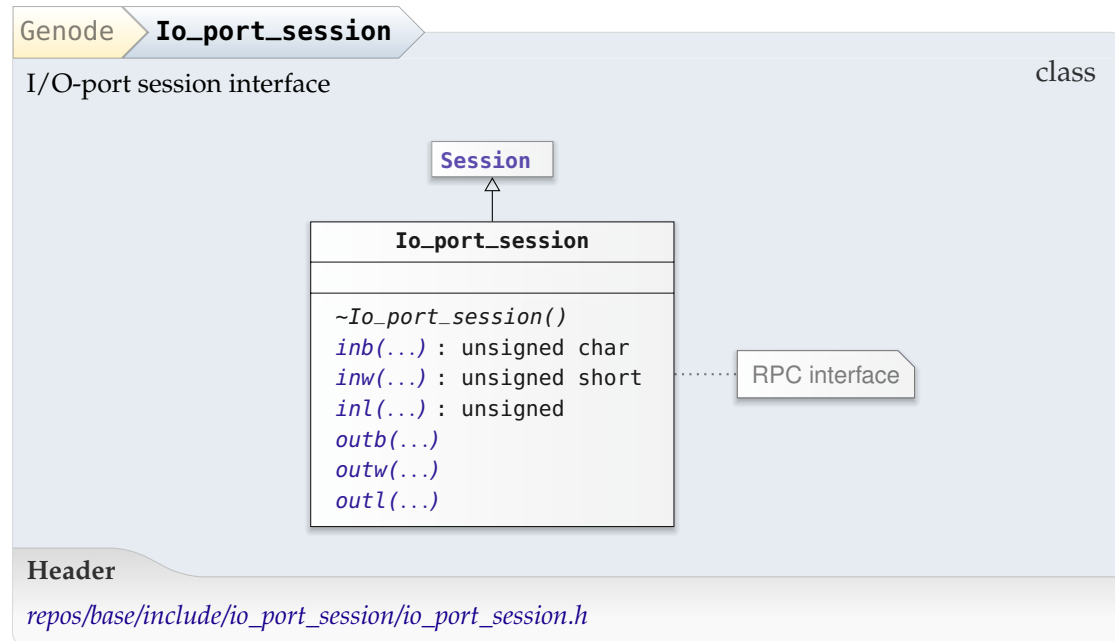 Genode Io_port_session
I/O-port session interface
class
Session
Io_port_session
~Io_port_session()
inb(...) : unsigned char
inw(...) : unsigned short
inl(...) : unsigned
outb(...)
outw(...)
outl(...)
RPC interface
Header
repos/base/include/io_port_session/io_port_session.h